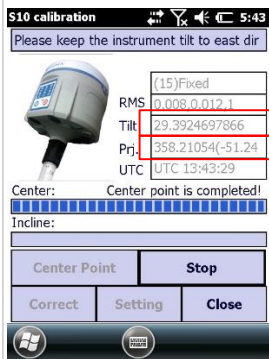 S10 calibration 5:43
Please keep the instrument tilt to east dir
(15)Fixed
RMS 0.008,0.012,1
Tilt 29.3924697866
Prj. 358.21054(-51.24
UTC UTC 13:43:29
Center: Center point is completed!
Incline:
Center Point Stop
Correct Setting Close